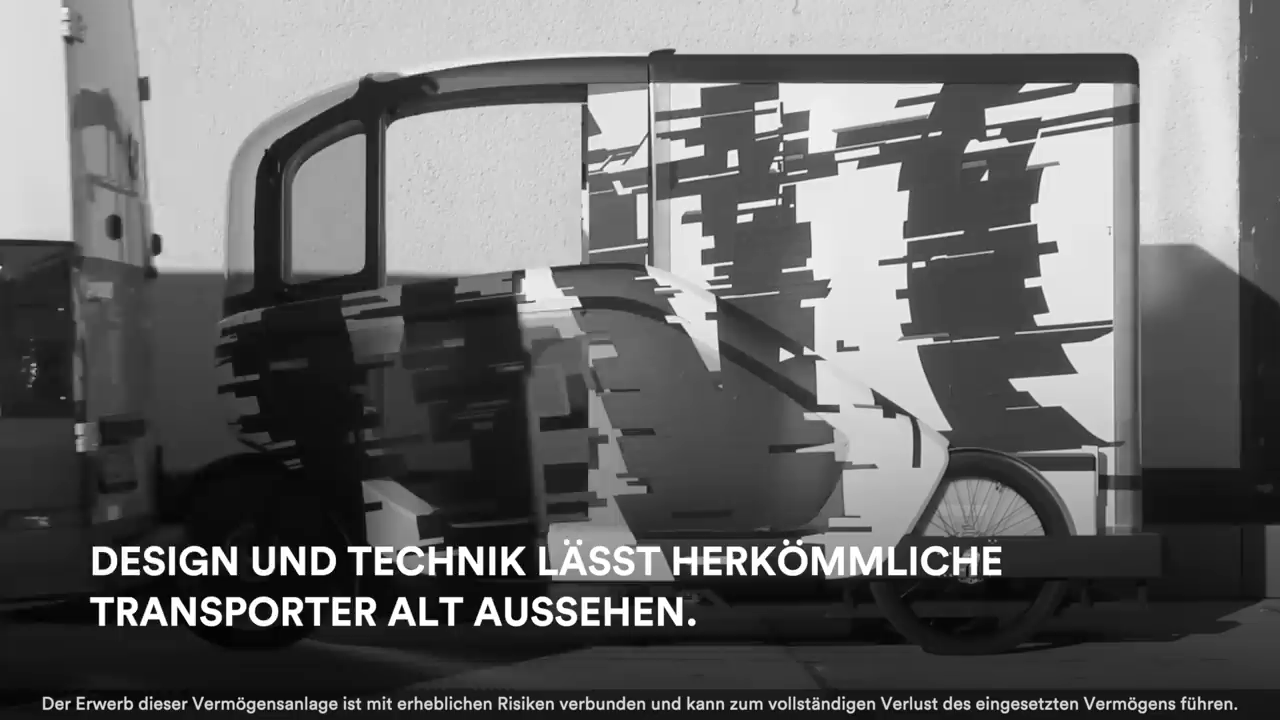 DESIGN UND TECHNIK LÄSST HERKÖMMLICHE
TRANSPORTER ALT AUSSEHEN.
Der Erwerb dieser Vermögensanlage ist mit erheblichen Risiken verbunden und kann zum vollständigen Verlust des eingesetzten Vermögens führen.